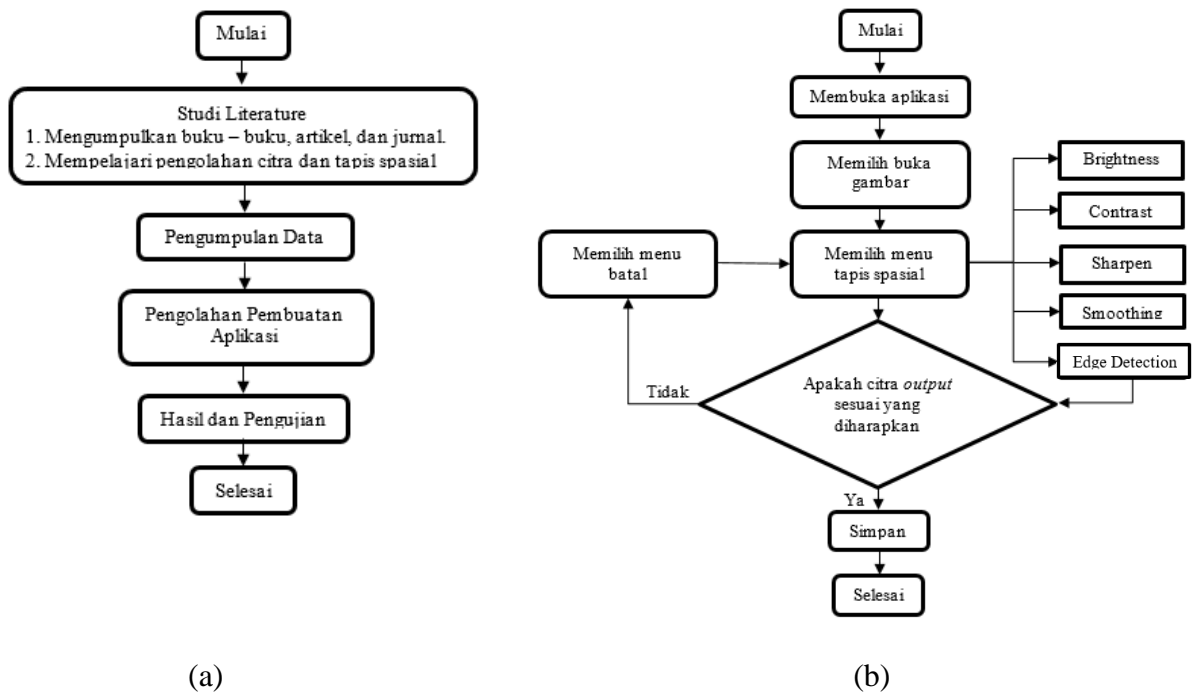 Mulai
Studi Literature
1. Mengumpulkan buku – buku, artikel, dan jurnal.
2. Mempelajari pengolahan citra dan tapis spasial
Pengumpulan Data
Pengolahan Pembuatan
Aplikasi
Hasil dan Pengujian
Selesai
(a)
Mulai
Membuka aplikasi
Memilih buka
gambar
Memilih menu
batal
Memilih menu
tapis spasial
Brightness
Contrast
Sharpen
Smoothing
Edge Detection
Tidak
Apakah citra output
sesuai yang
diharapkan
Ya
Simpan
Selesai
(b)